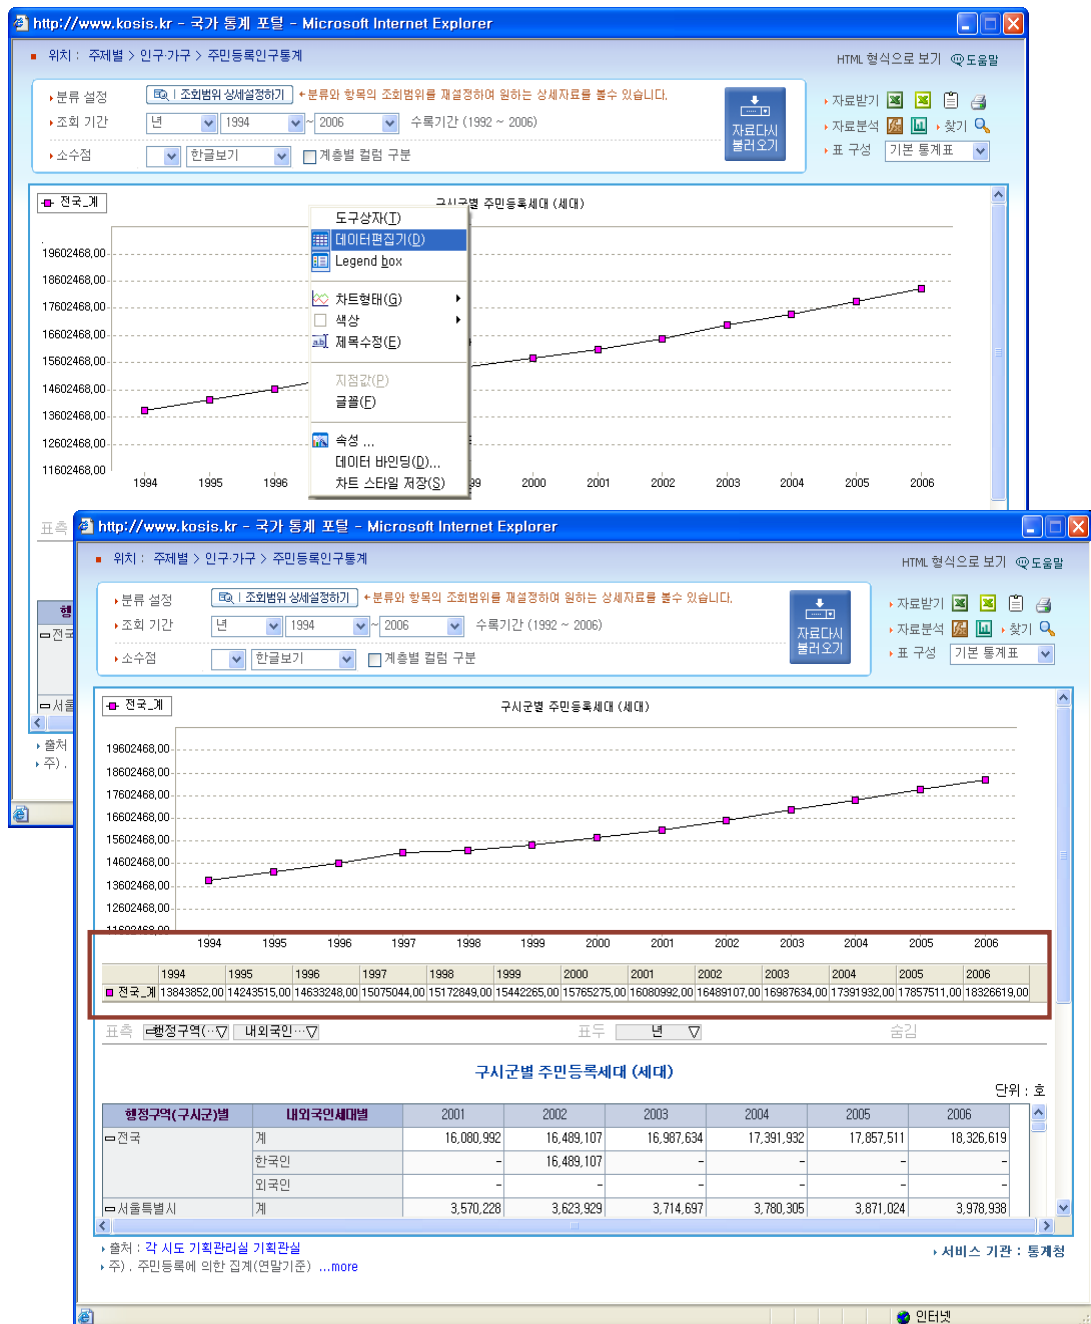 http://www.kosis.kr - 국가 통계 포털 - Microsoft Internet Explorer
위치 : 주제별 > 인구·가구 > 주민등록인구통계
HTML 형식으로 보기 도움말
분류 설정 조회범위 상세설정하기 분류와 항목의 조회범위를 재설정하여 원하는 상세자료를 볼수 있습니다.
조회 기간 년 1994 ~ 2006 수록기간 (1992 ~ 2006)
소수점 한글보기 계층별 컬럼 구분
자료다시
불러오기
자료받기
자료분석 찾기
표 구성 기본 통계표
전국_계
구시군별 주민등록세대 (세대)
도구상자(T)
데이터편집기(D)
Legend box
차트형태(G)
색상
제목수정(E)
지점값(P)
글꼴(F)
속성 ...
데이터 바인딩(D)...
차트 스타일 저장(S)
19602468,00
18602468,00
17602468,00
16602468,00
15602468,00
14602468,00
13602468,00
12602468,00
11602468,00
1994 1995 1996 99 2000 2001 2002 2003 2004 2005 2006
표측
행
전국
서울
출처
주) .
http://www.kosis.kr - 국가 통계 포털 - Microsoft Internet Explorer
위치 : 주제별 > 인구·가구 > 주민등록인구통계
HTML 형식으로 보기 도움말
분류 설정 조회범위 상세설정하기 분류와 항목의 조회범위를 재설정하여 원하는 상세자료를 볼수 있습니다.
조회 기간 년 1994 ~ 2006 수록기간 (1992 ~ 2006)
소수점 한글보기 계층별 컬럼 구분
자료다시
불러오기
자료받기
자료분석 찾기
표 구성 기본 통계표
전국_계
구시군별 주민등록세대 (세대)
19602468,00
18602468,00
17602468,00
16602468,00
15602468,00
14602468,00
13602468,00
12602468,00
11602468,00
1994 1995 1996 1997 1998 1999 2000 2001 2002 2003 2004 2005 2006
1994 1995 1996 1997 1998 1999 2000 2001 2002 2003 2004 2005 2006
전국_계 13843852,00 14243515,00 14633248,00 15075044,00 15172849,00 15442265,00 15765275,00 16080992,00 16489107,00 16987634,00 17391932,00 17857511,00 18326619,00
표측 행정구역(··· 내외국인··· 표두 년 숨김
구시군별 주민등록세대 (세대)
단위 : 호
행정구역(구시군)별 내외국인세대별 2001 2002 2003 2004 2005 2006
전국 계 16,080,992 16,489,107 16,987,634 17,391,932 17,857,511 18,326,619
한국인 - 16,489,107 - - - -
외국인 - - - - - -
서울특별시 계 3,570,228 3,623,929 3,714,697 3,780,305 3,871,024 3,978,938
출처 : 각 시도 기획관리실 기획관실
서비스 기관 : 통계청
주) . 주민등록에 의한 집계(연말기준) ...more
인터넷